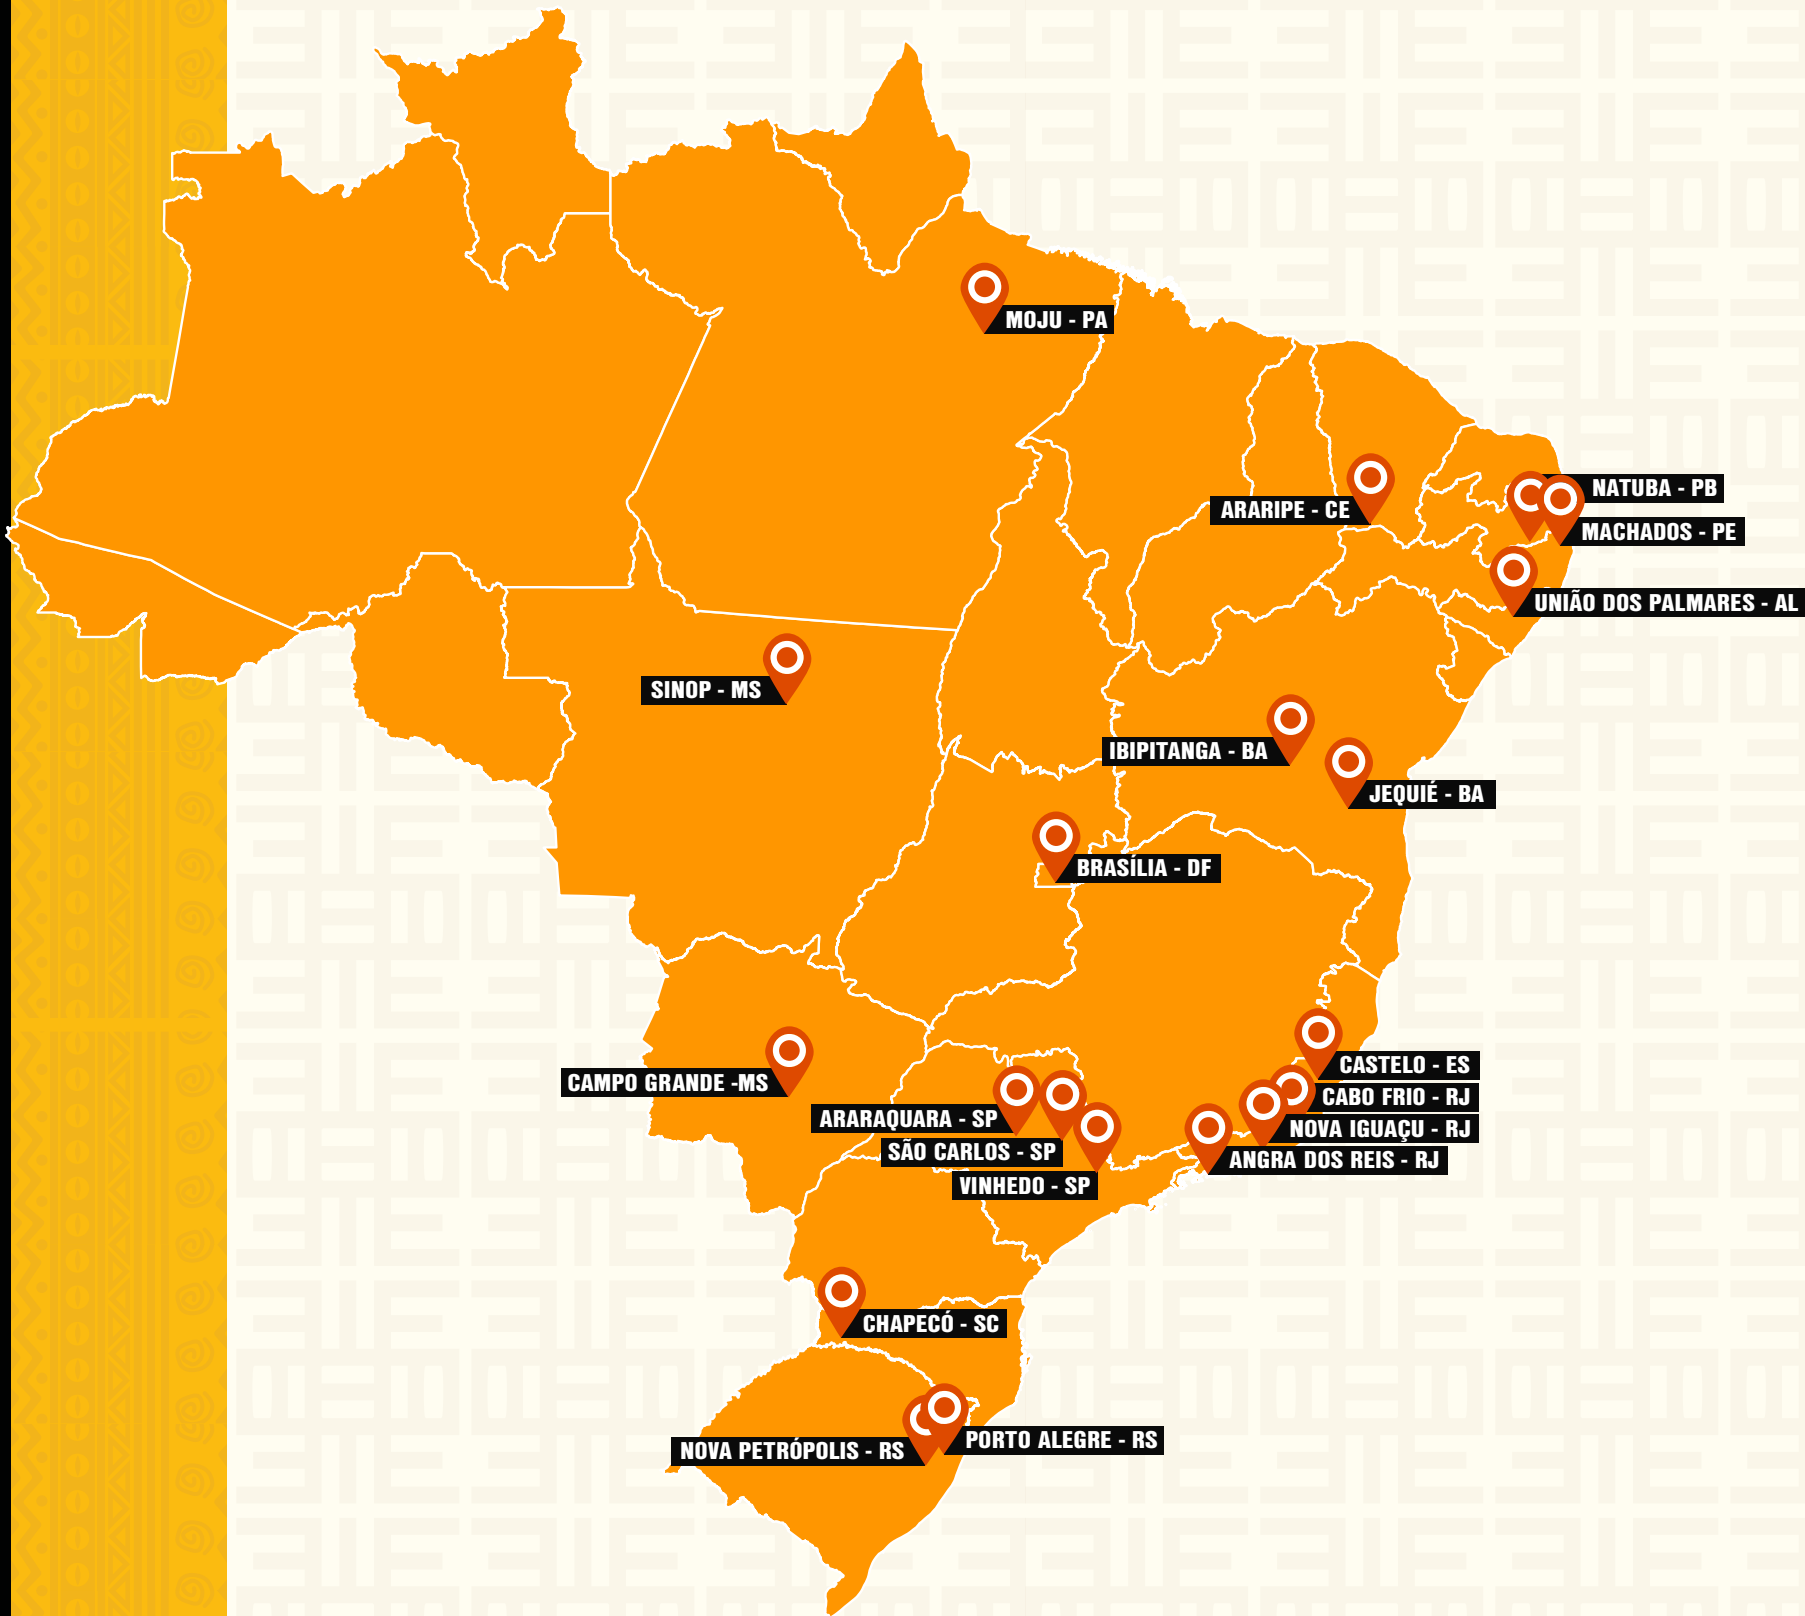 MOJU - PA
NATUBA - PB
ARARIPE - CE
MACHADOS - PE
UNIÃO DOS PALMARES - AL
SINOP - MS
IBIPITANGA - BA
JEQUIÉ - BA
BRASÍLIA - DF
CASTELO - ES
CAMPO GRANDE -MS
CABO FRIO - RJ
ARARAQUARA - SP
NOVA IGUAÇU - RJ
SÃO CARLOS - SP
ANGRA DOS REIS - RJ
VINHEDO - SP
CHAPECÓ - SC
PORTO ALEGRE - RS
NOVA PETRÓPOLIS - RS